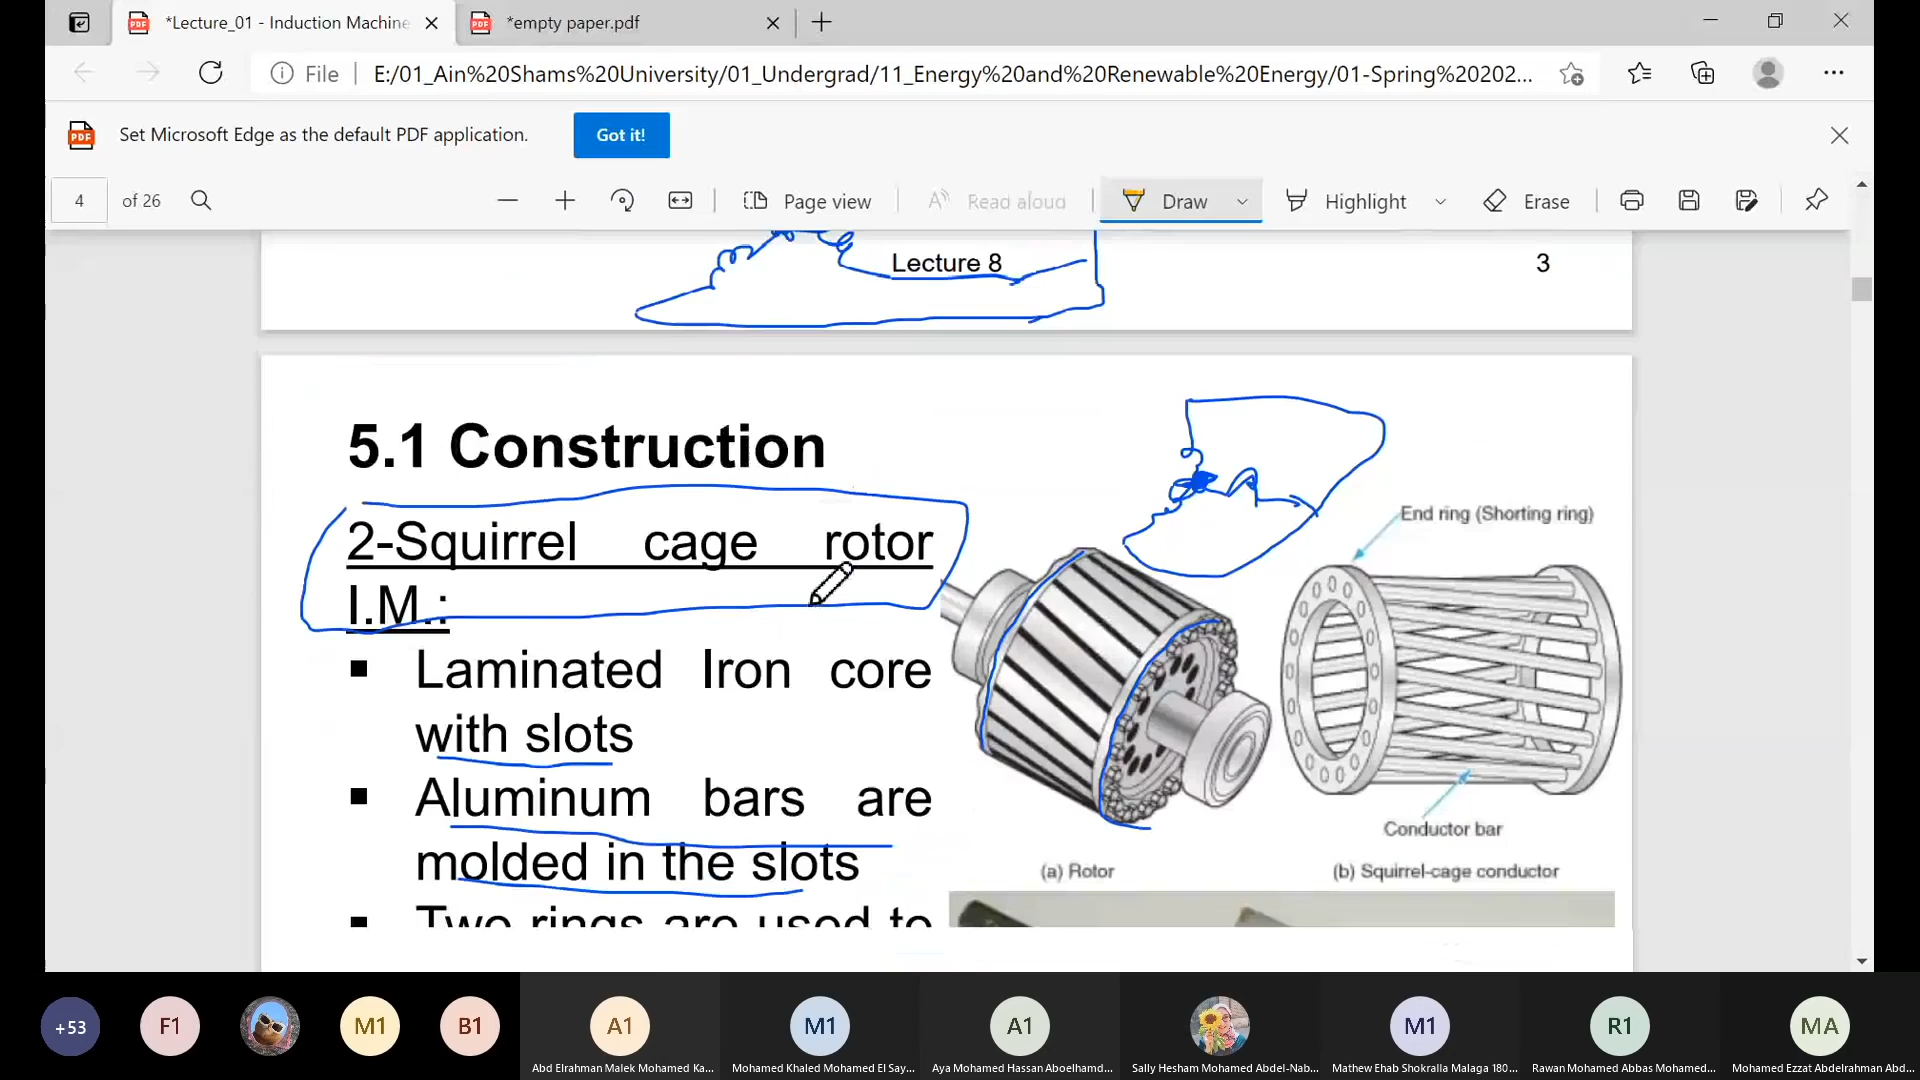 *Lecture_01 - Induction Machine
*empty paper.pdf
File
E:/01_Ain%20Shams%20University/01_Undergrad/11_Energy%20and%20Renewable%20Energy/01-Spring%20202...
Set Microsoft Edge as the default PDF application.
Got it!
4 of 26
Page view
Read aloud
Draw
Highlight
Erase
Lecture 8
3
5.1 Construction
2-Squirrel cage rotor
I.M.:
▪ Laminated Iron core
with slots
▪ Aluminum bars are
molded in the slots
▪ Two rings are used to
End ring (Shorting ring)
Conductor bar
(a) Rotor
(b) Squirrel-cage conductor
+53
F1
M1
B1
A1
M1
A1
M1
R1
MA
Abd Elrahman Malek Mohamed Ka...
Mohamed Khaled Mohamed El Say...
Aya Mohamed Hassan Aboelhamd...
Sally Hesham Mohamed Abdel-Nab...
Mathew Ehab Shokralla Malaga 180...
Rawan Mohamed Abbas Mohamed...
Mohamed Ezzat Abdelrahman Abd...